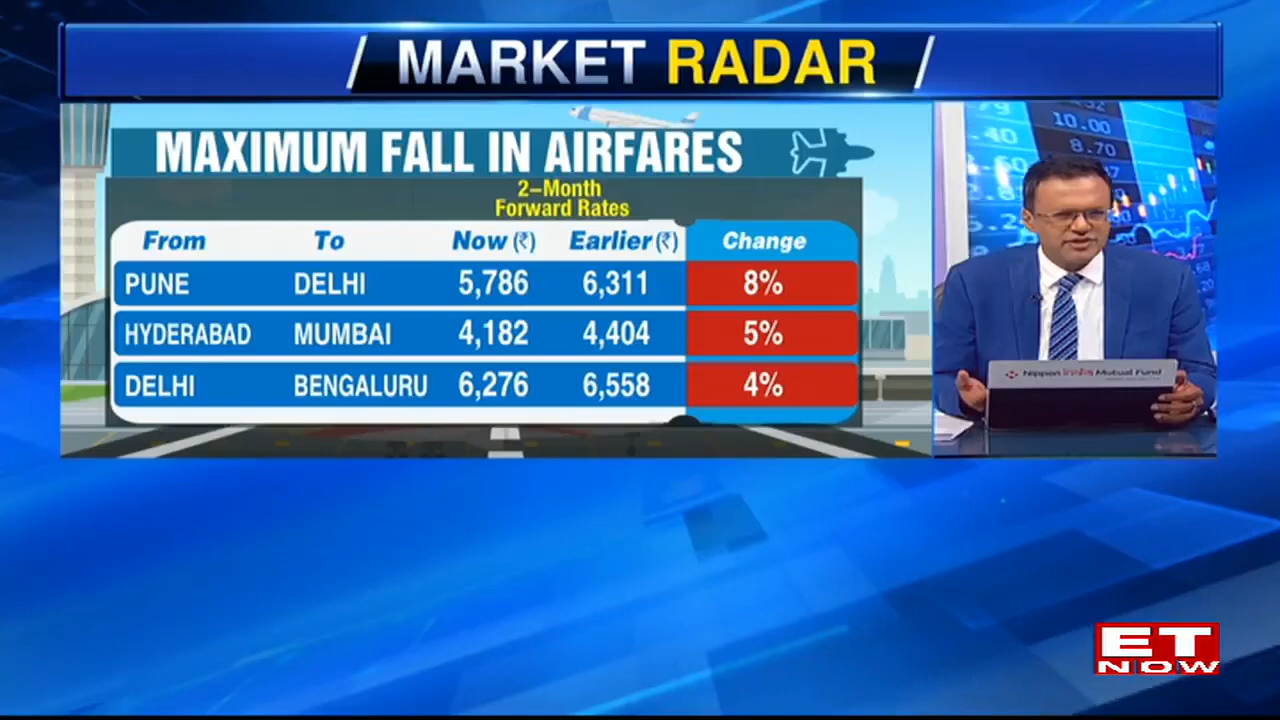 MARKET RADAR
MAXIMUM FALL IN AIRFARES
2-Month
Forward Rates
From To Now (₹) Earlier (₹) Change
PUNE DELHI 5,786 6,311 8%
HYDERABAD MUMBAI 4,182 4,404 5%
DELHI BENGALURU 6,276 6,558 4%
10.00
8.70
Nippon India Mutual Fund
ET
NOW